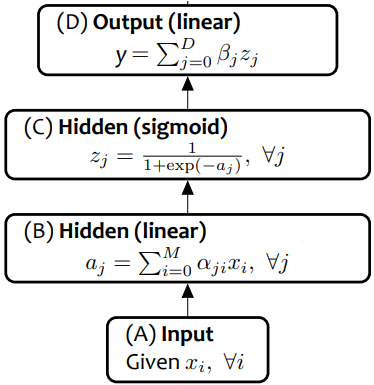 (D) Output (linear)
y = ∑_{j=0}^{D} β_j z_j
(C) Hidden (sigmoid)
z_j = \frac{1}{1+exp(−a_j)}, ∀j
(B) Hidden (linear)
a_j = ∑_{i=0}^{M} α_{ji} x_i, ∀j
(A) Input
Given x_i, ∀i